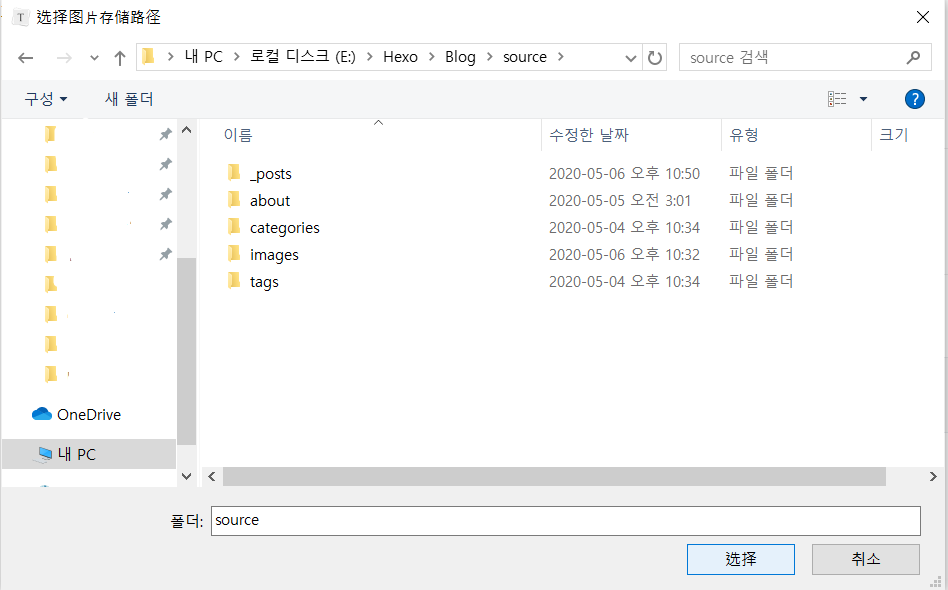 T 选择图片存储路径
내 PC > 로컬 디스크 (E:) > Hexo > Blog > source >
source 검색
구성
새 폴더
?
이름 수정한 날짜 유형 크기
_posts 2020-05-06 오후 10:50 파일 폴더
about 2020-05-05 오전 3:01 파일 폴더
categories 2020-05-04 오후 10:34 파일 폴더
images 2020-05-06 오후 10:32 파일 폴더
tags 2020-05-04 오후 10:34 파일 폴더
OneDrive
내 PC
폴더: source
选择
취소